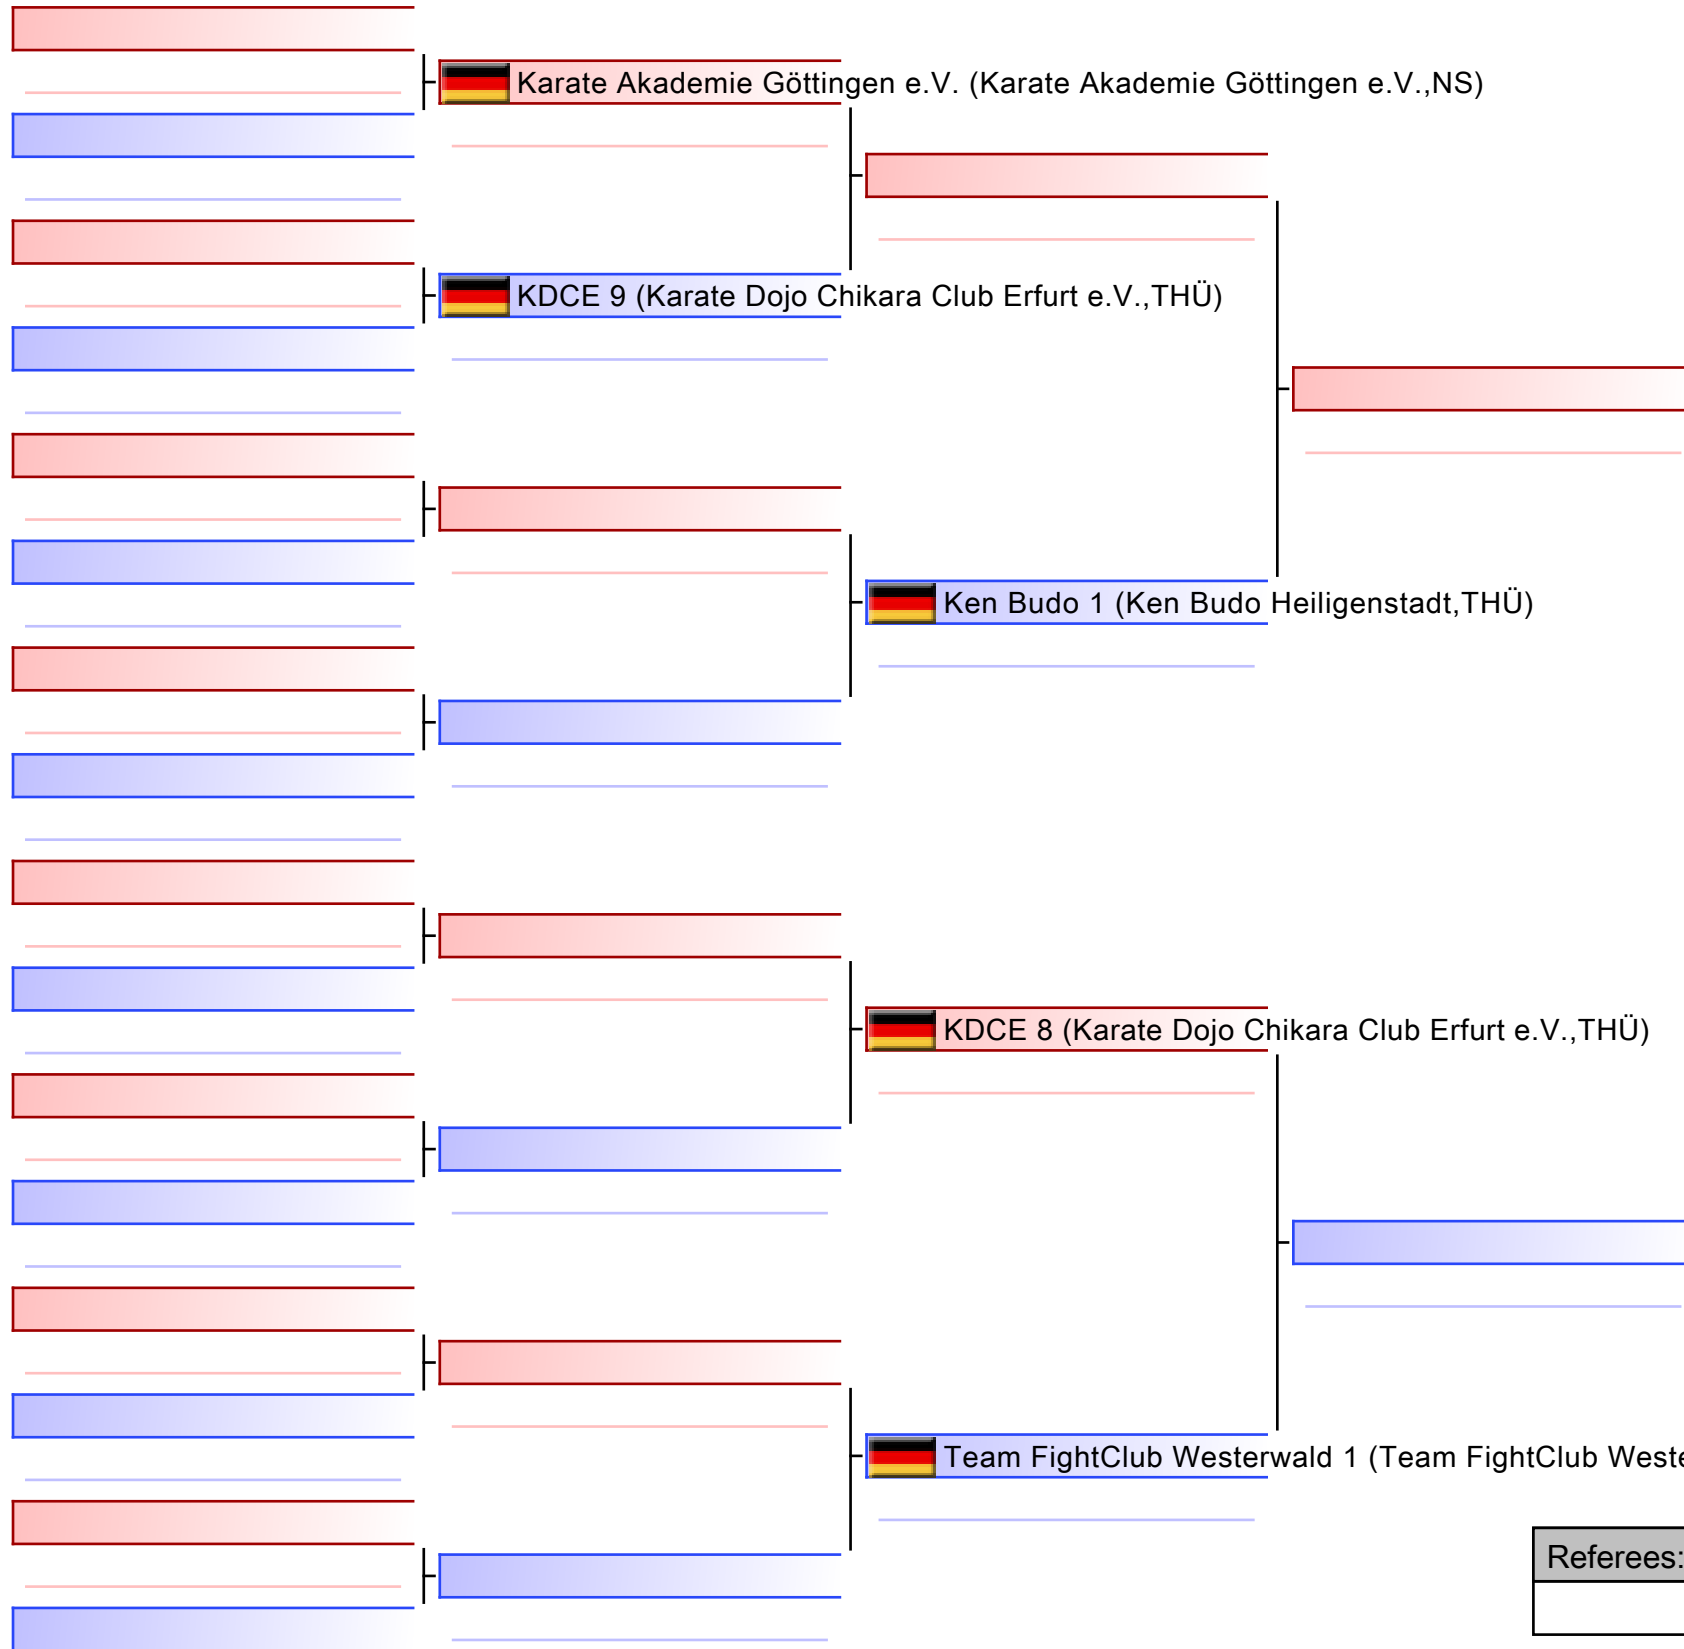 Karate Akademie Göttingen e.V. (Karate Akademie Göttingen e.V.,NS)
KDCE 9 (Karate Dojo Chikara Club Erfurt e.V.,THÜ)
Ken Budo 1 (Ken Budo Heiligenstadt,THÜ)
KDCE 8 (Karate Dojo Chikara Club Erfurt e.V.,THÜ)
Team FightClub Westerwald 1 (Team FightClub
Referees: